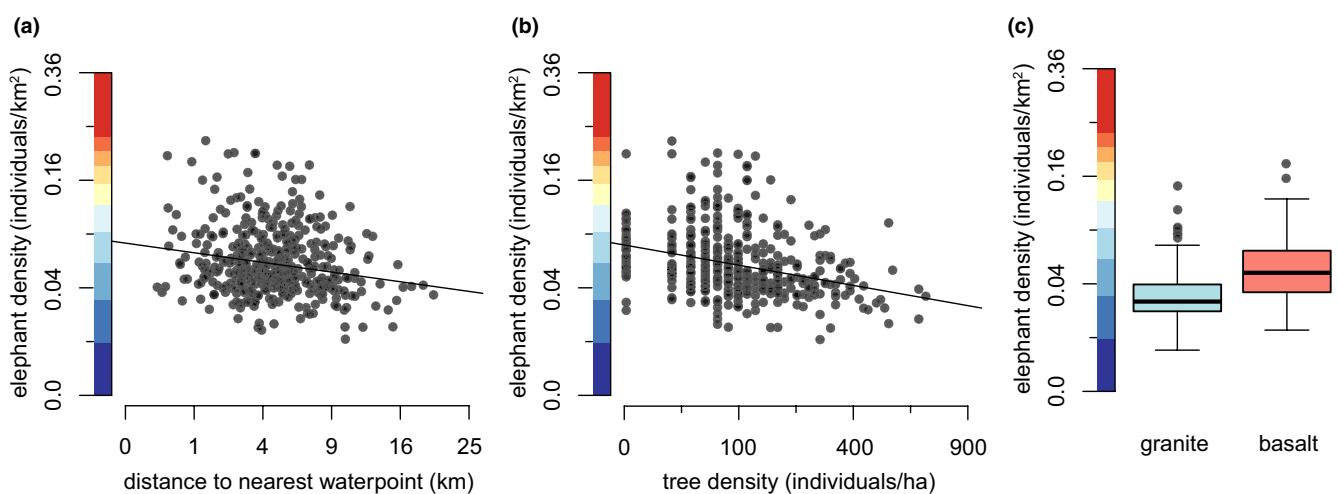 (a)
elephant density (individuals/km²)
0.36
0.16
0.04
0.0
0 1 4 9 16 25
distance to nearest waterpoint (km)
(b)
elephant density (individuals/km²)
0.36
0.16
0.04
0.0
0 100 400 900
tree density (individuals/ha)
(c)
elephant density (individuals/km²)
0.36
0.16
0.04
0.0
granite basalt